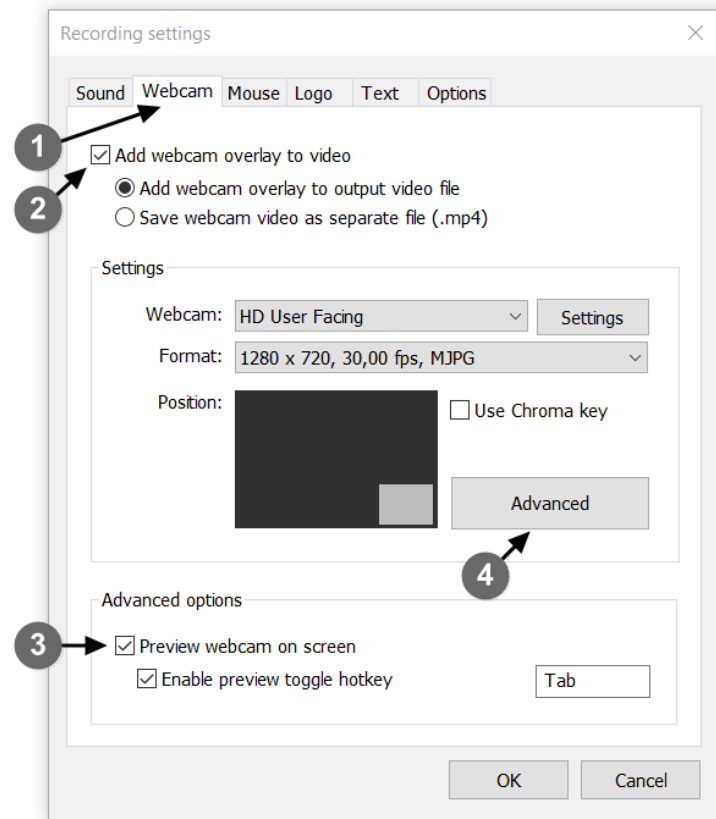 Recording settings
Sound Webcam Mouse Logo Text Options
1
Add webcam overlay to video
2
Add webcam overlay to output video file
Save webcam video as separate file (.mp4)
Settings
Webcam: HD User Facing Settings
Format: 1280 x 720, 30,00 fps, MJPG
Position:
Use Chroma key
Advanced
4
Advanced options
3
Preview webcam on screen
Enable preview toggle hotkey Tab
OK Cancel